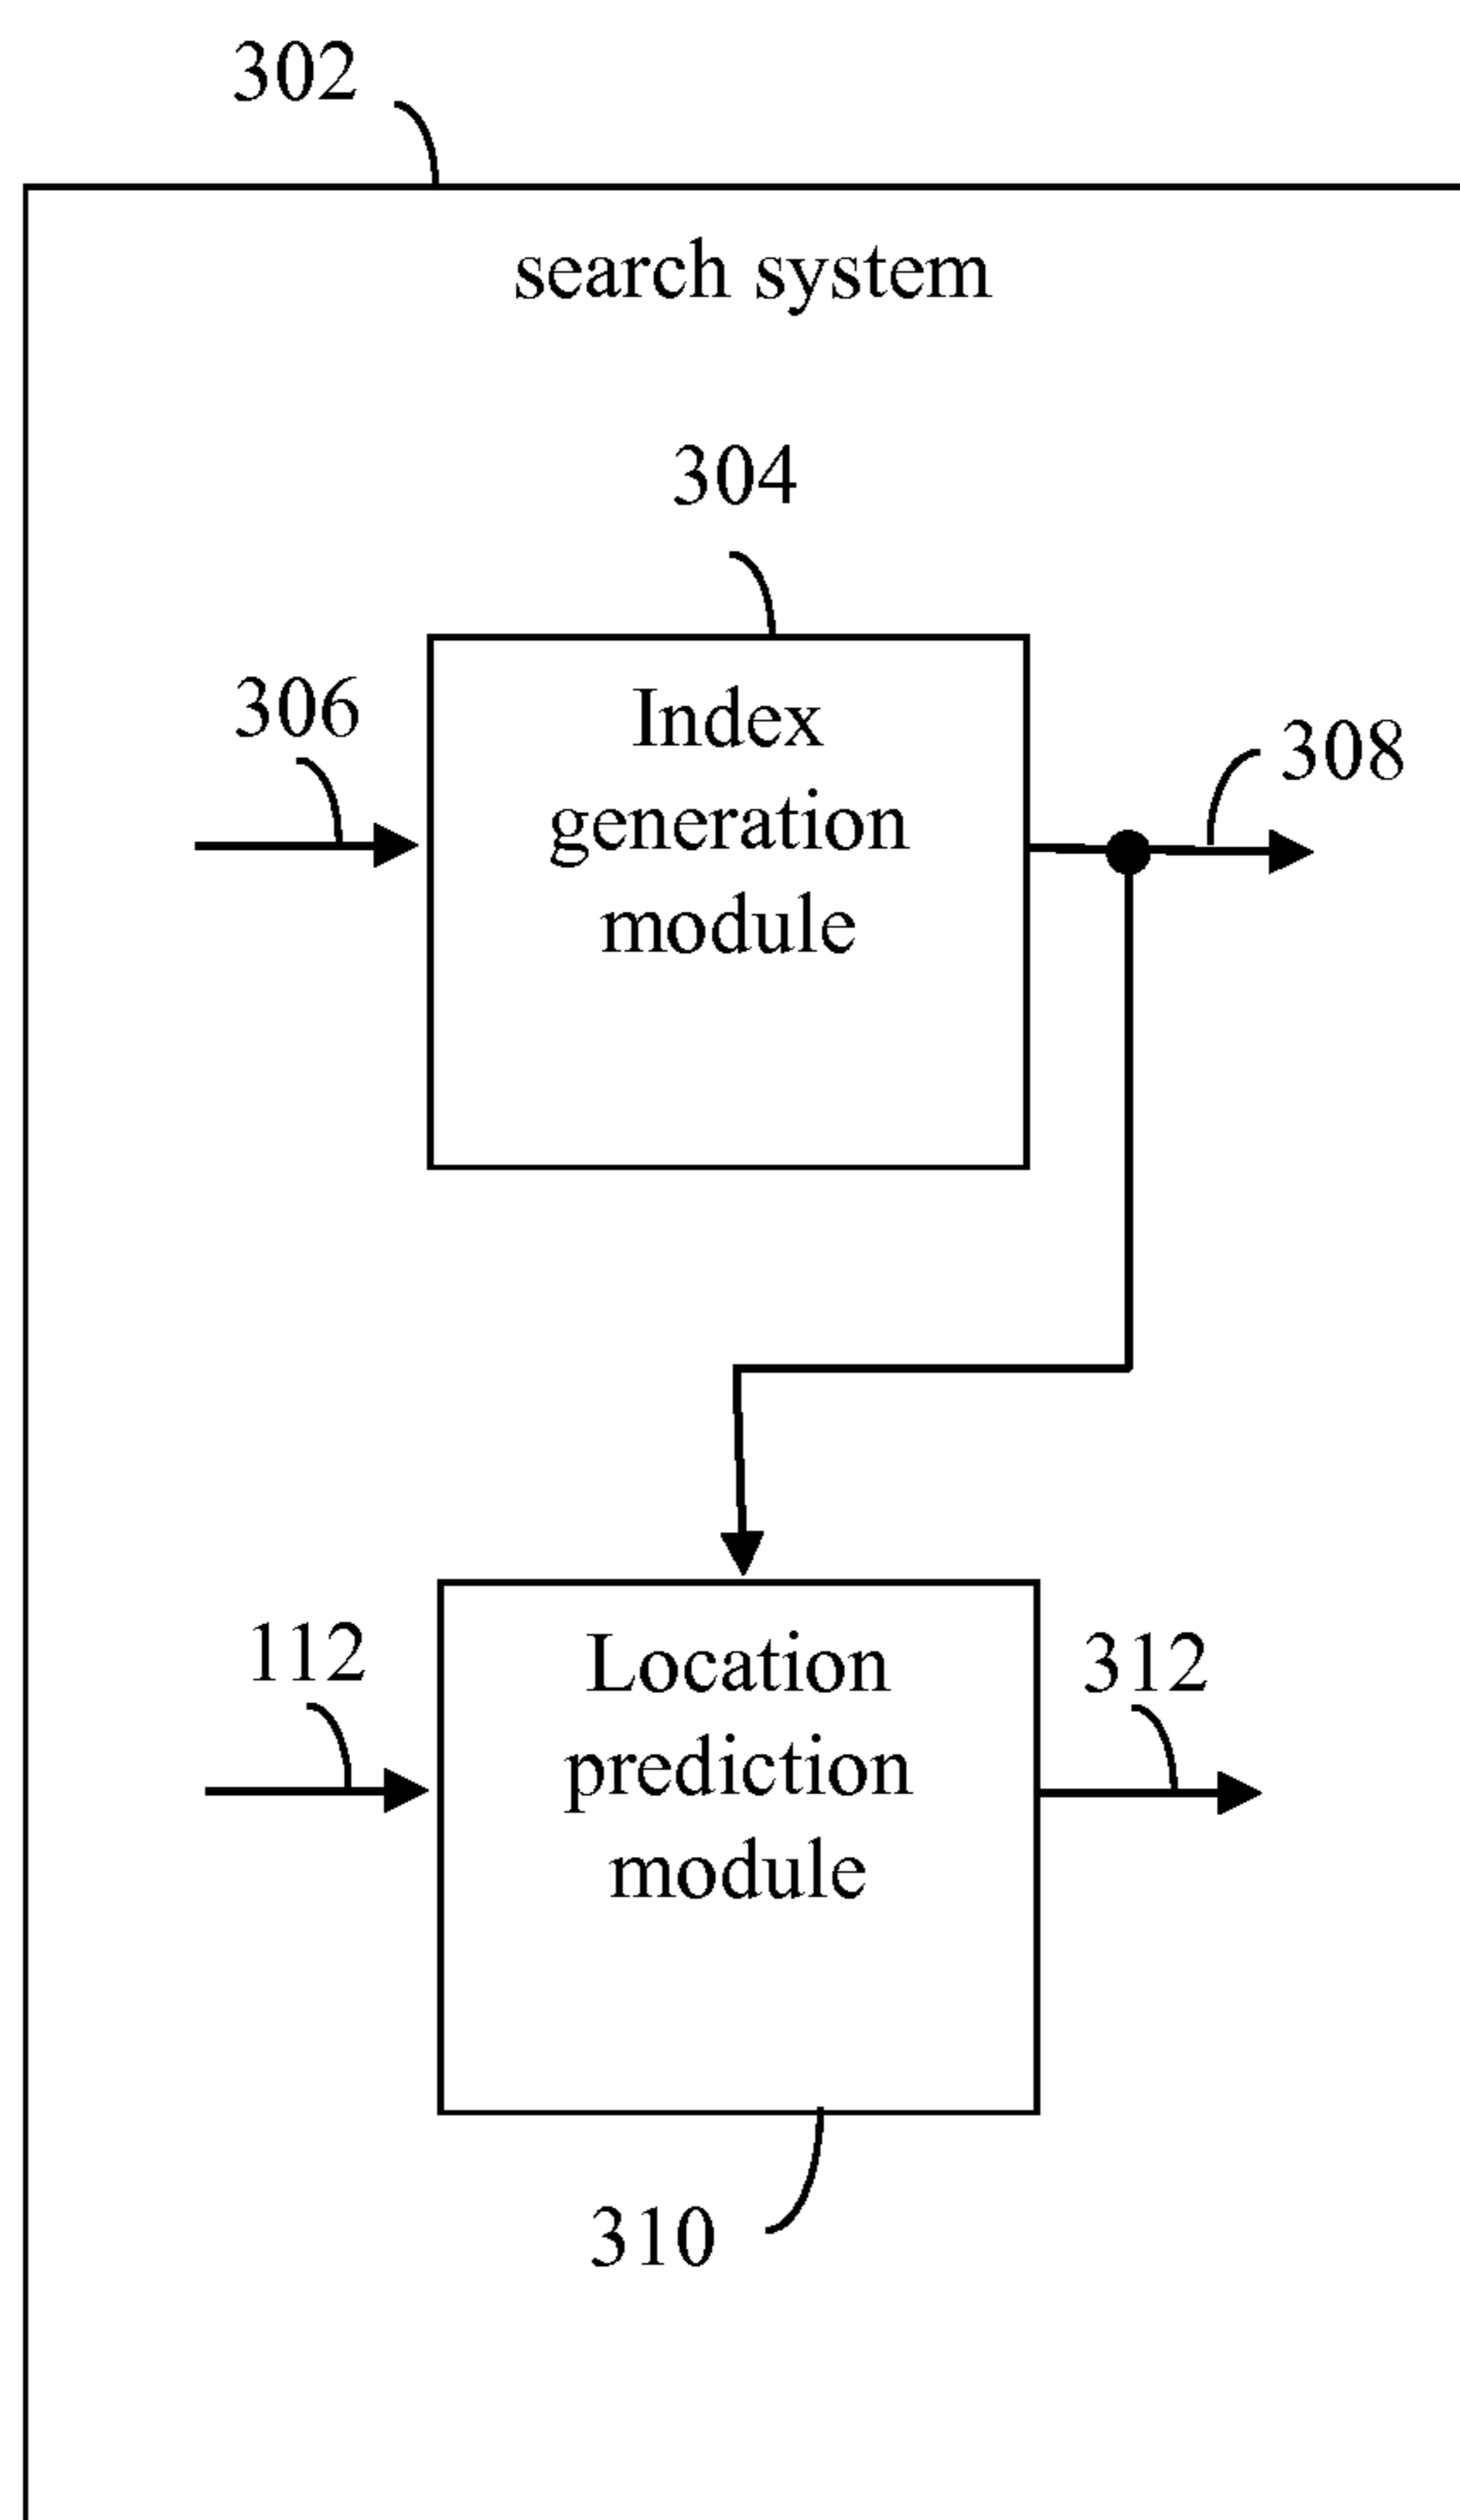 302
search system
304
306
Index
generation
module
308
112
Location
prediction
module
312
310